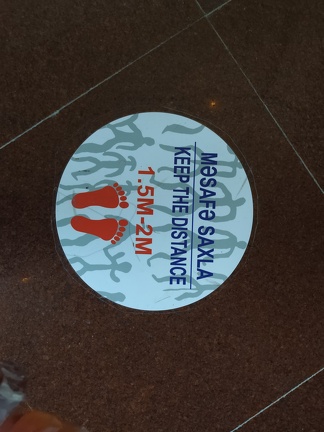 MƏSAFƏ SAXLA
KEEP THE DISTANCE
1.5M-2M